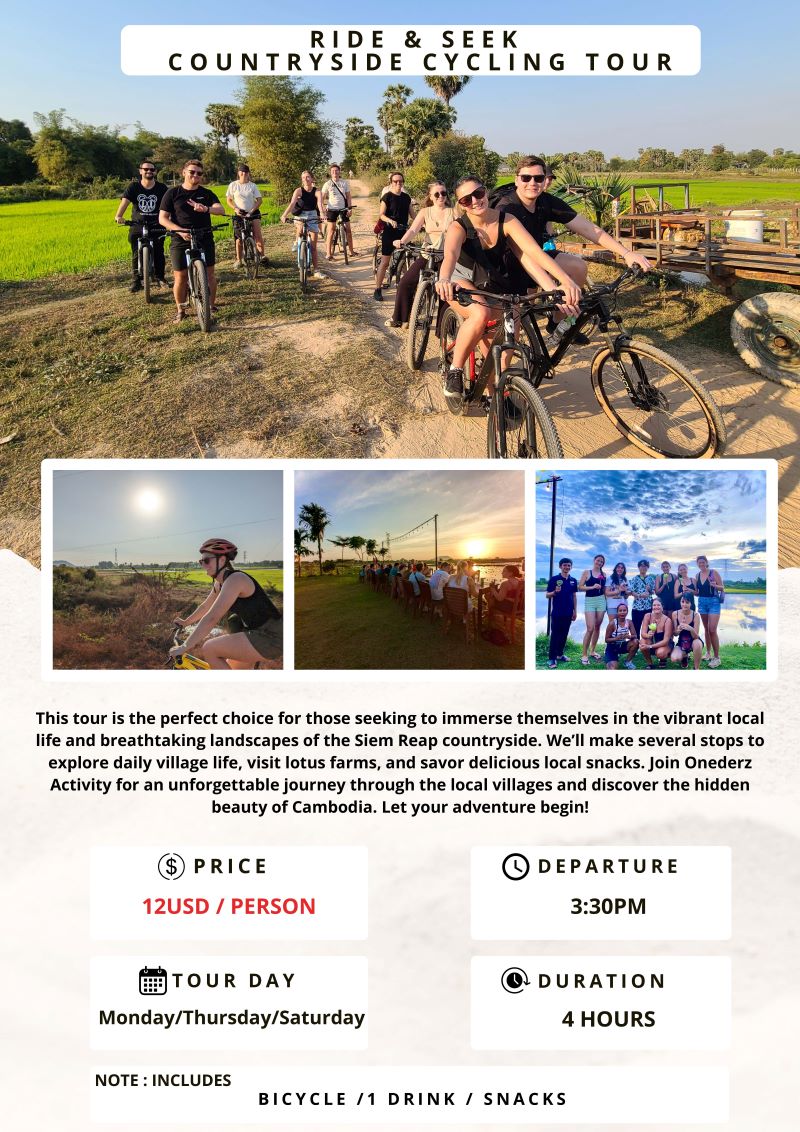 RIDE & SEEK
COUNTRYSIDE CYCLING TOUR
This tour is the perfect choice for those seeking to immerse themselves in the vibrant local
life and breathtaking landscapes of the Siem Reap countryside. We’ll make several stops to
explore daily village life, visit lotus farms, and savor delicious local snacks. Join Onederz
Activity for an unforgettable journey through the local villages and discover the hidden
beauty of Cambodia. Let your adventure begin!
PRICE
12USD / PERSON
DEPARTURE
3:30PM
TOUR DAY
Monday/Thursday/Saturday
DURATION
4 HOURS
NOTE : INCLUDES
BICYCLE /1 DRINK / SNACKS